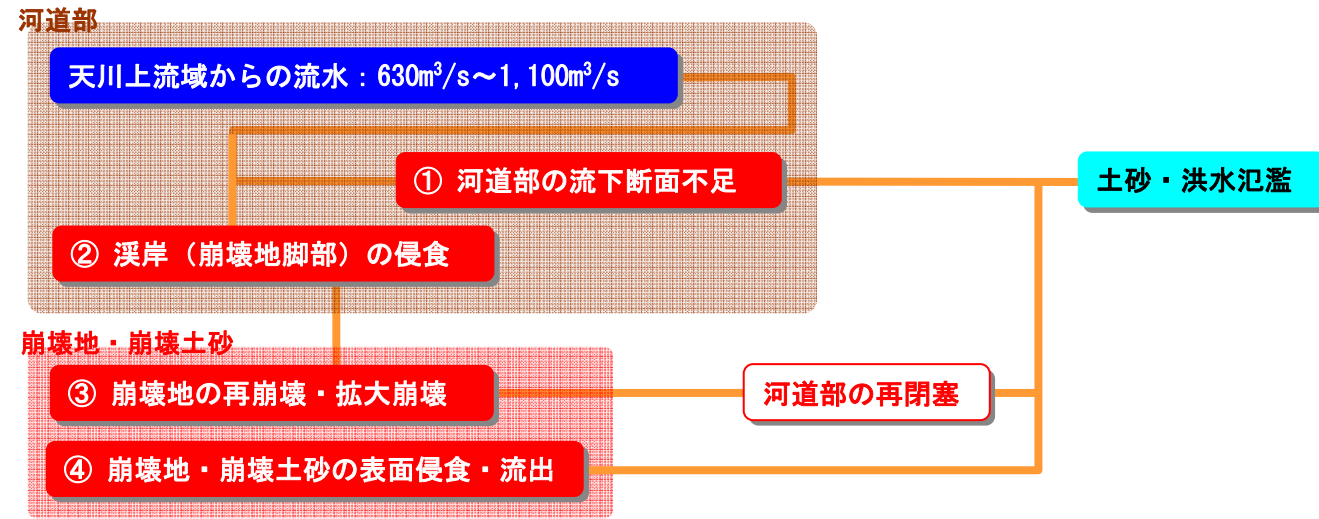 河道部
天川上流域からの流水：630m³/s～1,100m³/s
① 河道部の流下断面不足
土砂・洪水氾濫
② 渓岸（崩壊地脚部）の侵食
崩壊地・崩壊土砂
③ 崩壊地の再崩壊・拡大崩壊
河道部の再閉塞
④ 崩壊地・崩壊土砂の表面侵食・流出